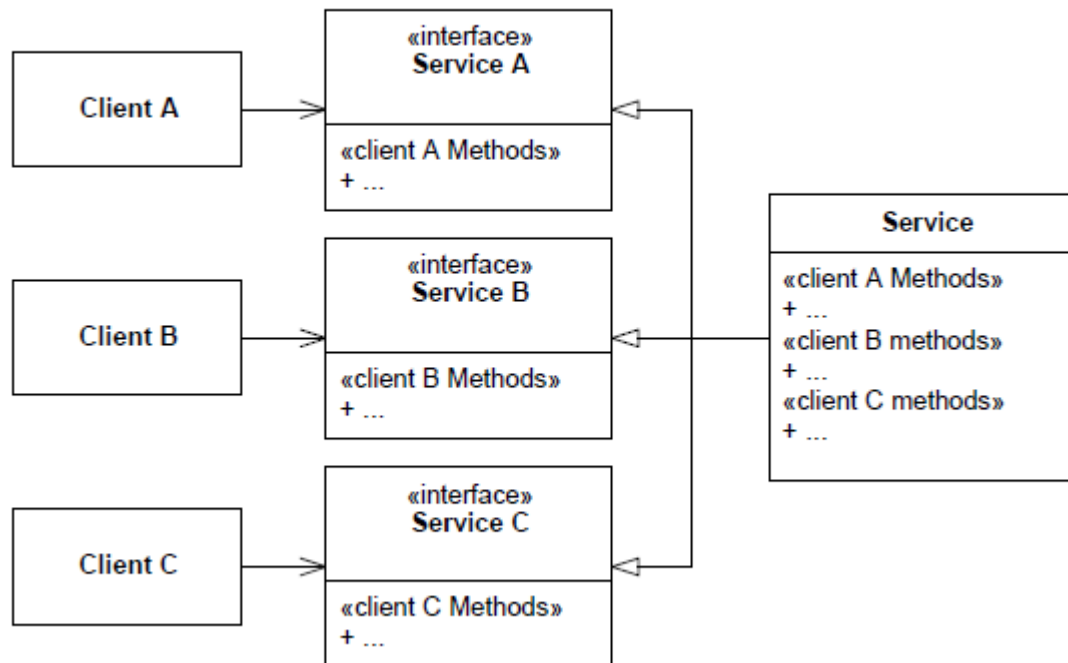 Client A
«interface»
Service A
«client A Methods»
+ ...
Client B
«interface»
Service B
«client B Methods»
+ ...
Client C
«interface»
Service C
«client C Methods»
+ ...
Service
«client A Methods»
+ ...
«client B methods»
+ ...
«client C methods»
+ ...